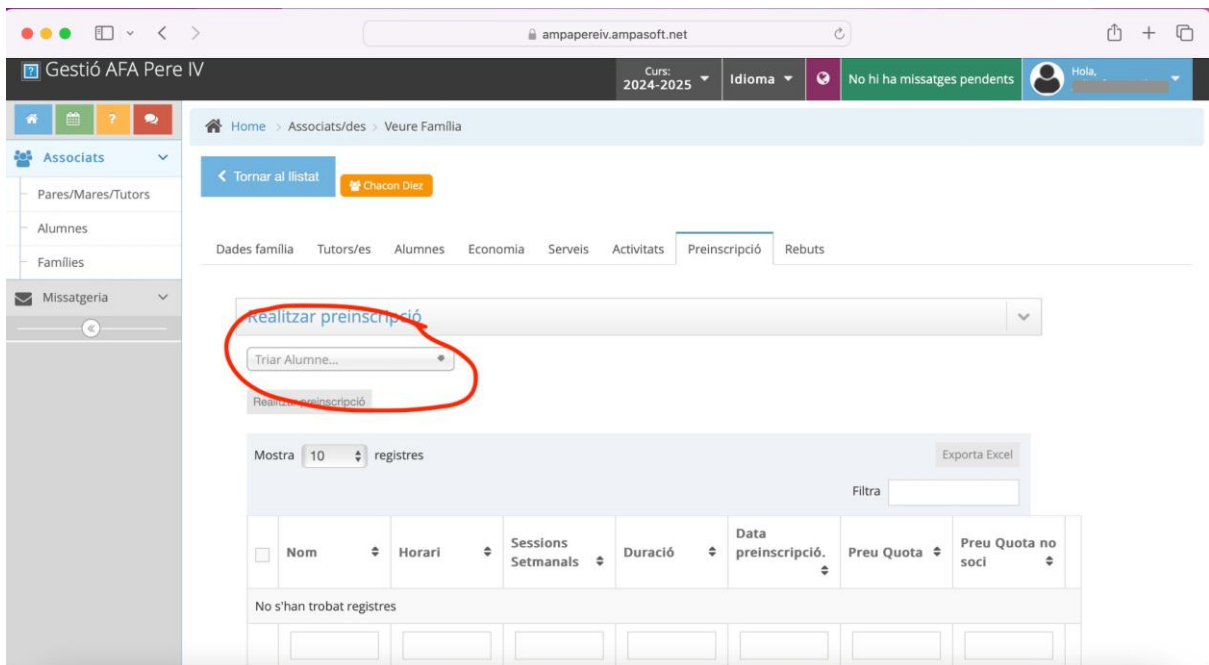 ampapereiv.ampasoft.net
Gestió AFA Pere IV
Curs:
2024-2025
Idioma
No hi ha missatges pendents
Hola,
Home > Associats/des > Veure Família
Associats
Pares/Mares/Tutors
Alumnes
Famílies
Missatgeria
Tornar al llistat
Chacon Diez
Dades família Tutors/es Alumnes Economia Serveis Activitats Preinscripció Rebuts
Realitzar preinscripció
Triar Alumne...
Realitzar preinscripció
Mostra 10 registres
Exporta Excel
Filtra
Nom Horari Sessions Setmanals Duració Data preinscripció. Preu Quota Preu Quota no soci
No s'han trobat registres